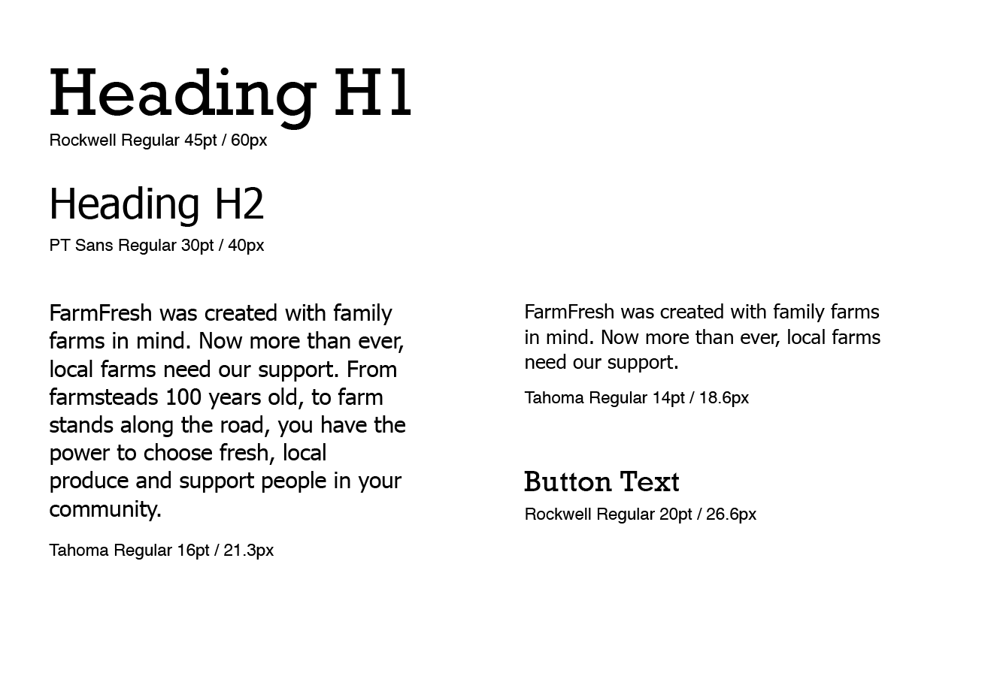 Heading H1
Rockwell Regular 45pt / 60px
Heading H2
PT Sans Regular 30pt / 40px
FarmFresh was created with family
farms in mind. Now more than ever,
local farms need our support. From
farmsteads 100 years old, to farm
stands along the road, you have the
power to choose fresh, local
produce and support people in your
community.
Tahoma Regular 16pt / 21.3px
FarmFresh was created with family farms
in mind. Now more than ever, local farms
need our support.
Tahoma Regular 14pt / 18.6px
Button Text
Rockwell Regular 20pt / 26.6px